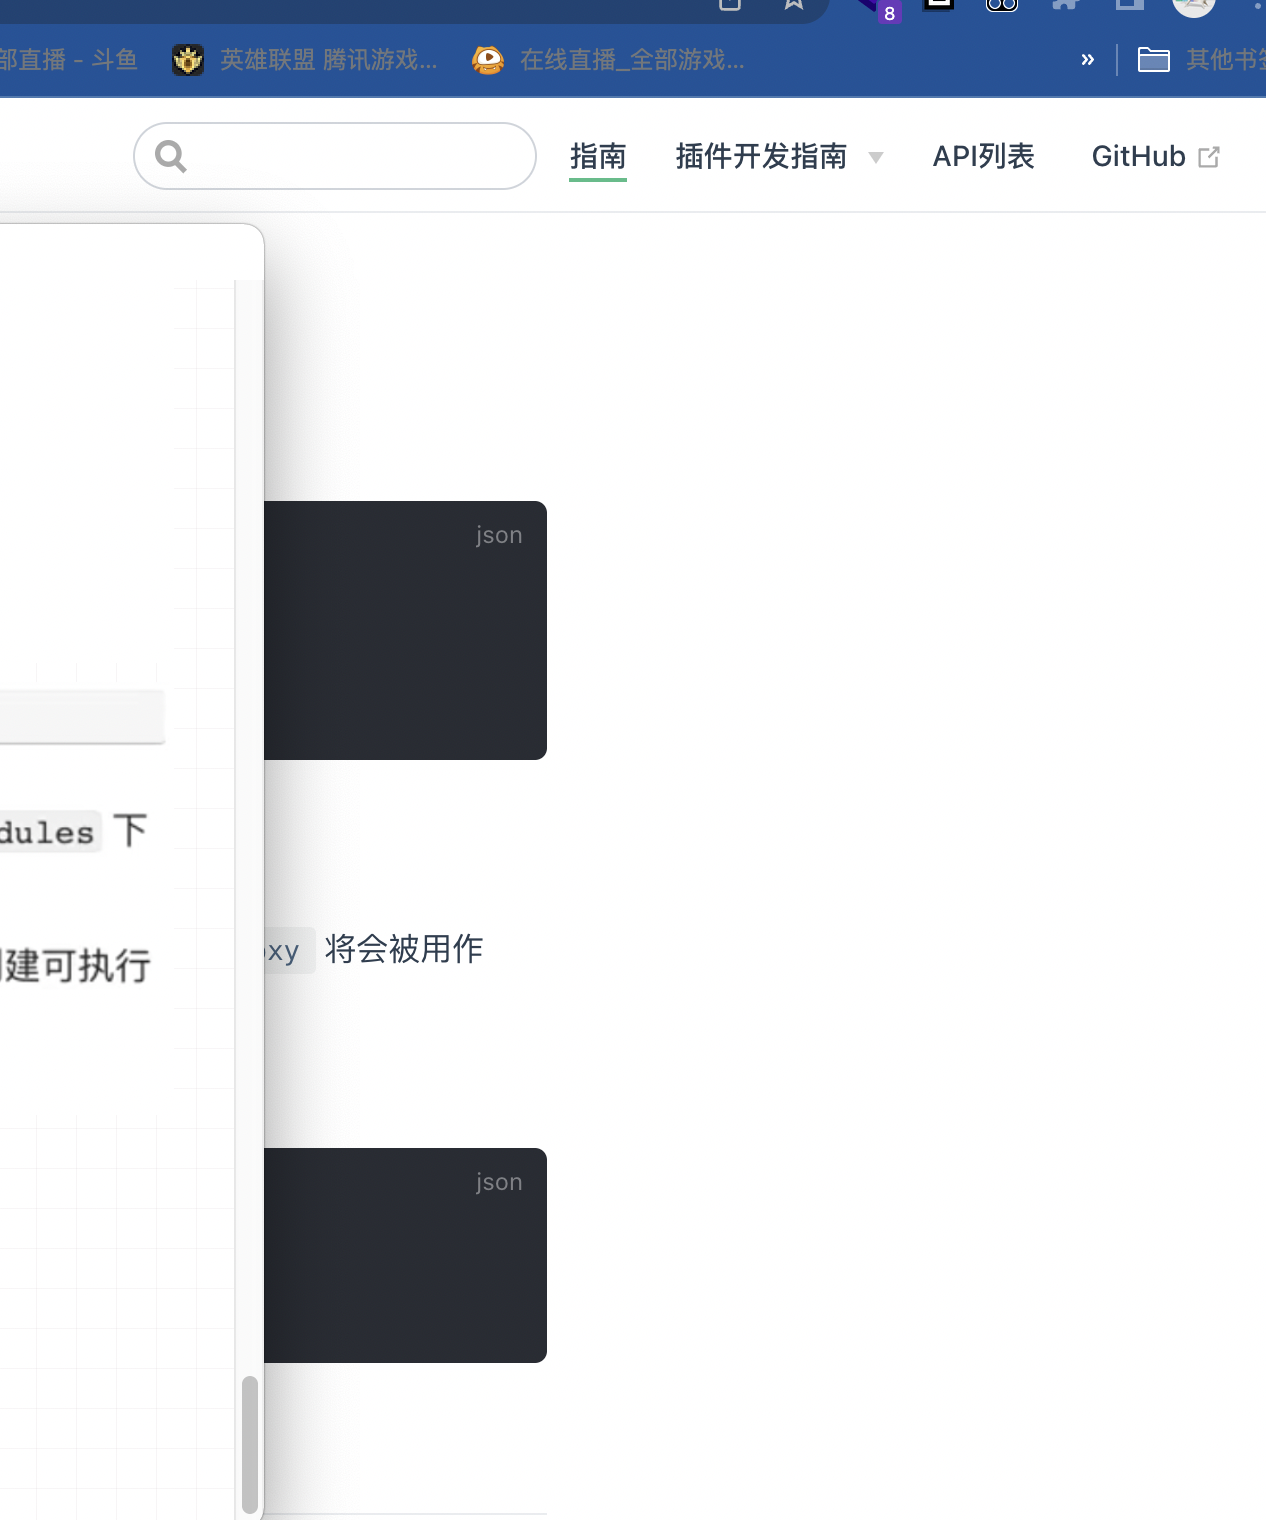 8
部直播 - 斗鱼 英雄联盟 腾讯游戏... 在线直播_全部游戏... » 其他书
指南 插件开发指南 API列表 GitHub
json
dules 下
oxy 将会被用作
建可执行
json